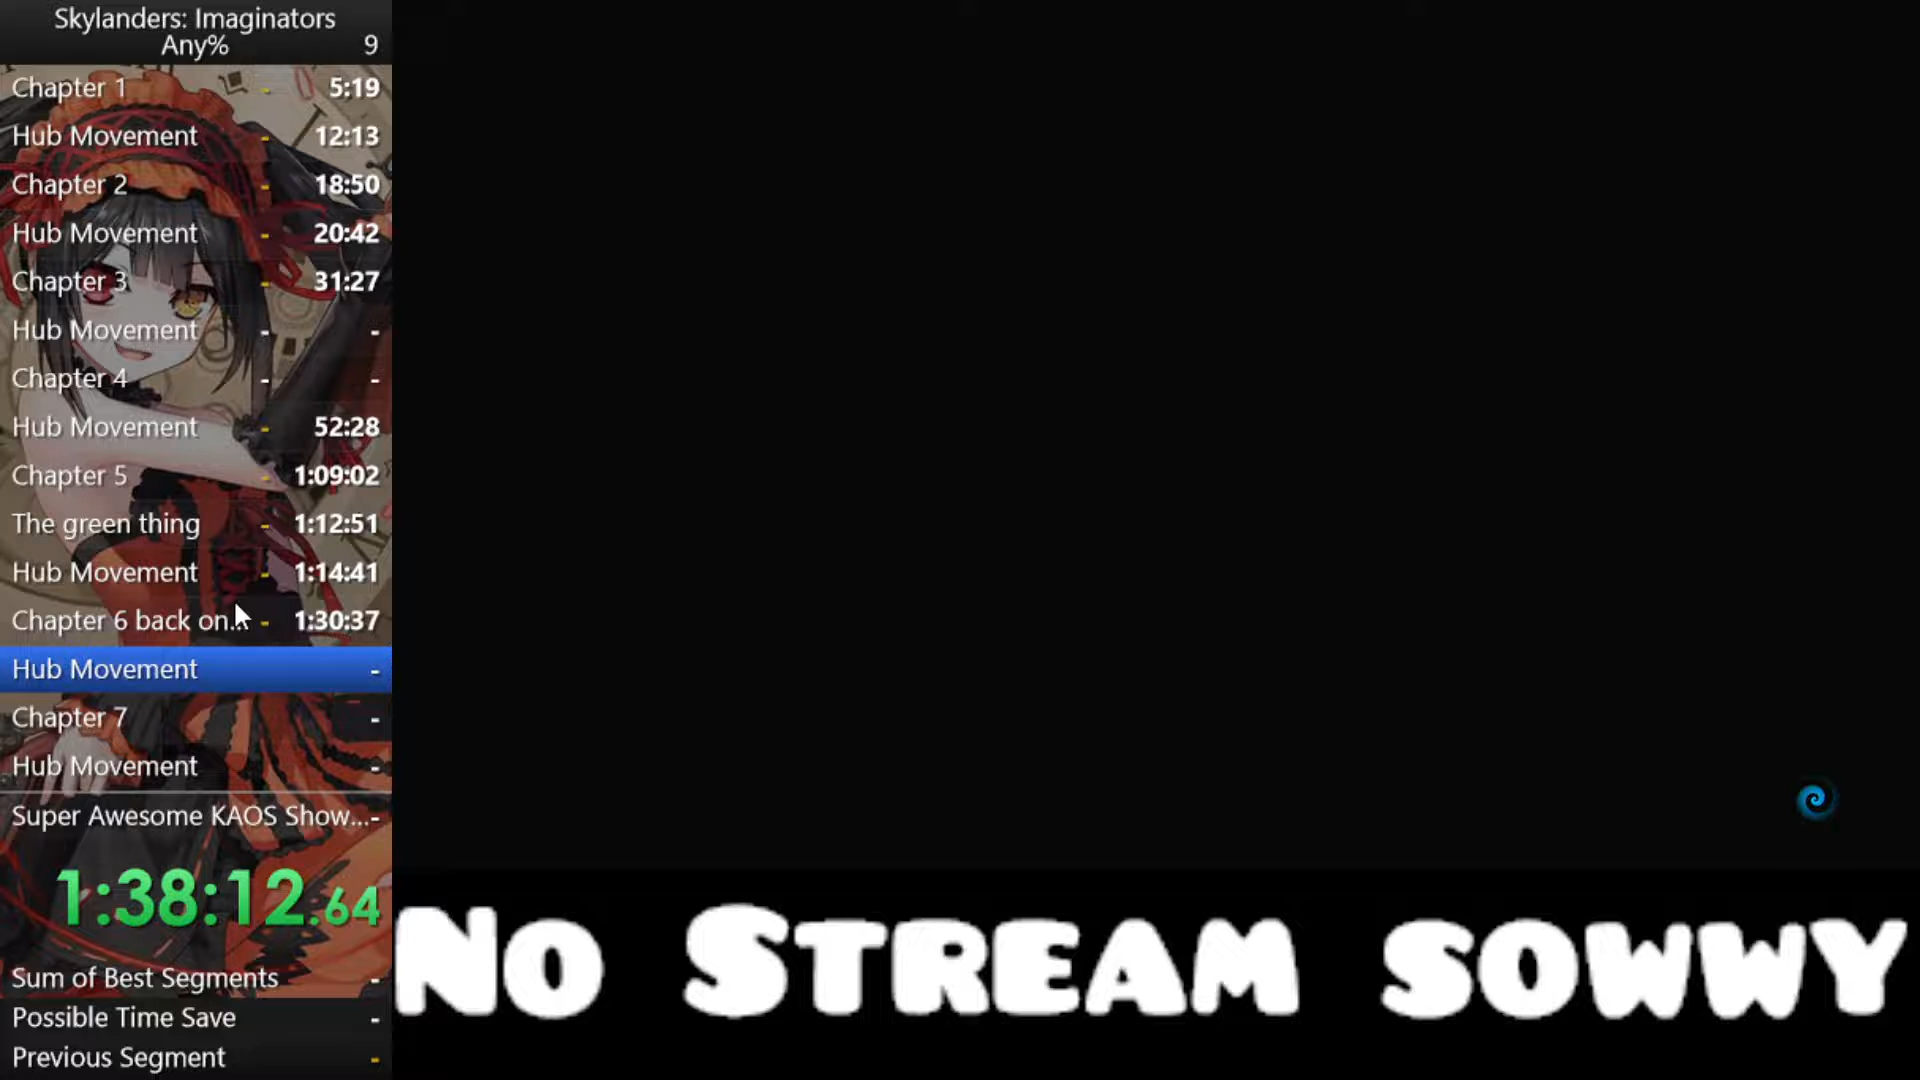 Skylanders: Imaginators
Any% 9
Chapter 1 - 5:19
Hub Movement - 12:13
Chapter 2 - 18:50
Hub Movement - 20:42
Chapter 3 - 31:27
Hub Movement - -
Chapter 4 - -
Hub Movement - 52:28
Chapter 5 - 1:09:02
The green thing - 1:12:51
Hub Movement - 1:14:41
Chapter 6 back on... - 1:30:37
Hub Movement -
Chapter 7 -
Hub Movement -
Super Awesome KAOS Show...-
1:38:12.64
Sum of Best Segments -
Possible Time Save -
Previous Segment -
No Stream sowwy